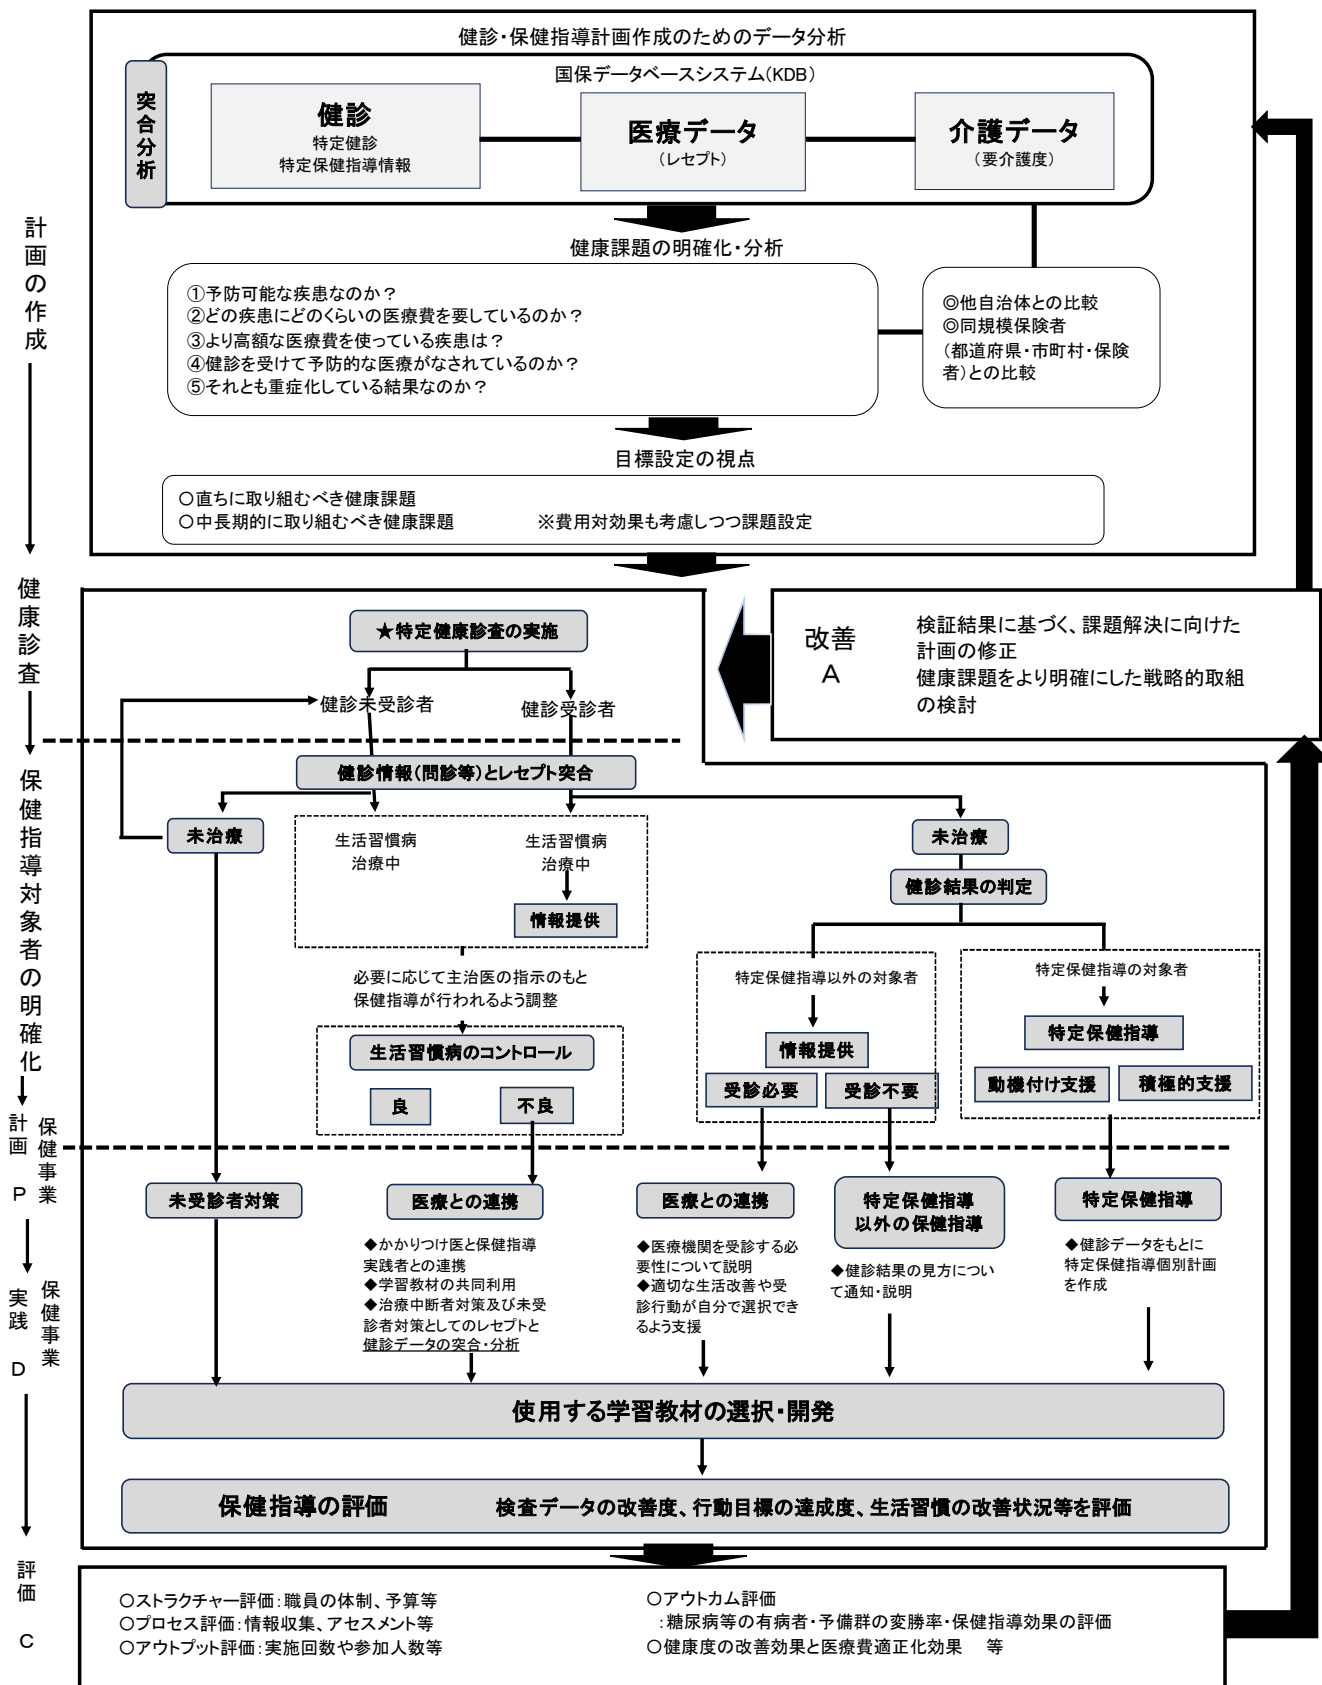 健診・保健指導計画作成のためのデータ分析
国保データベースシステム(KDB)
突合分析
健診
特定健診
特定保健指導情報
医療データ
(レセプト)
介護データ
(要介護度)
計画の作成
健康課題の明確化・分析
①予防可能な疾患なのか？
②どの疾患にどのくらいの医療費を要しているのか？
③より高額な医療費を使っている疾患は？
④健診を受けて予防的な医療がなされているのか？
⑤それとも重症化している結果なのか？
◎他自治体との比較
◎同規模保険者
(都道府県・市町村・保険
者)との比較
目標設定の視点
○直ちに取り組むべき健康課題
○中長期的に取り組むべき健康課題　　　　※費用対効果も考慮しつつ課題設定
健康診査
★特定健康診査の実施
健診未受診者
健診受診者
改善
A
検証結果に基づく、課題解決に向けた
計画の修正
健康課題をより明確にした戦略的取組
の検討
保健指導対象者の明確化
健診情報(問診等)とレセプト突合
未治療
生活習慣病
治療中
生活習慣病
治療中
情報提供
未治療
健診結果の判定
必要に応じて主治医の指示のもと
保健指導が行われるよう調整
生活習慣病のコントロール
良
不良
特定保健指導以外の対象者
情報提供
受診必要
受診不要
特定保健指導の対象者
特定保健指導
動機付け支援
積極的支援
計画　P
保健事業
未受診者対策
医療との連携
◆かかりつけ医と保健指導
実践者との連携
◆学習教材の共同利用
◆治療中断者対策及び未受
診者対策としてのレセプトと
健診データの突合・分析
医療との連携
◆医療機関を受診する必
要性について説明
◆適切な生活改善や受
診行動が自分で選択でき
るよう支援
特定保健指導
以外の保健指導
◆健診結果の見方につい
て通知・説明
特定保健指導
◆健診データをもとに
特定保健指導個別計画
を作成
実践　D
保健事業
使用する学習教材の選択・開発
保健指導の評価　　　検査データの改善度、行動目標の達成度、生活習慣の改善状況等を評価
評価　C
○ストラクチャー評価：職員の体制、予算等
○プロセス評価：情報収集、アセスメント等
○アウトプット評価：実施回数や参加人数等
○アウトカム評価
：糖尿病等の有病者・予備群の変勝率・保健指導効果の評価
○健康度の改善効果と医療費適正化効果　等